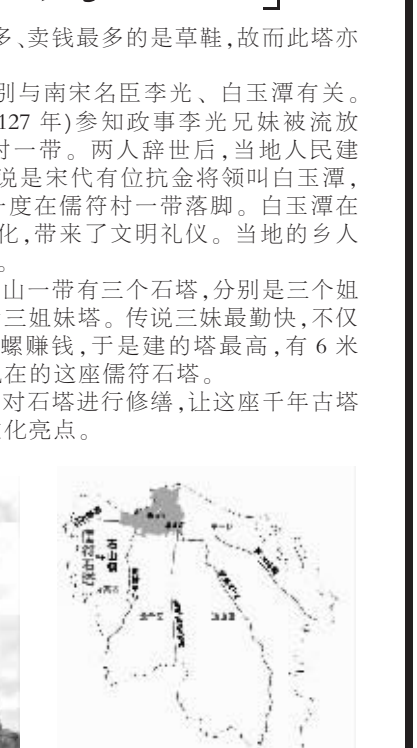 多、卖钱最多的是草鞋,故而此塔亦
别与南宋名臣李光、白玉潭有关。
127 年)参知政事李光兄妹被流放
村一带。两人辞世后,当地人民建
说是宋代有位抗金将领叫白玉潭,
一度在儒符村一带落脚。白玉潭在
化,带来了文明礼仪。当地的乡人
。
山一带有三个石塔,分别是三个姐
三姐妹塔。传说三妹最勤快,不仅
螺赚钱,于是建的塔最高,有 6 米
在的这座儒符石塔。
对石塔进行修缮,让这座千年古塔
化亮点。
石山镇
儒符石塔